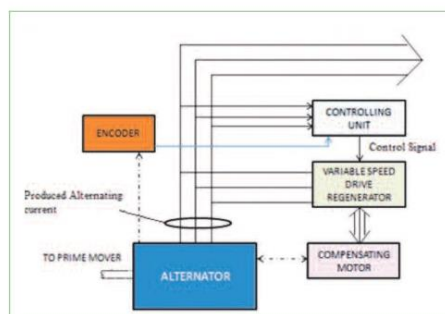 CONTROLLING
UNIT
ENCODER
Control Signal
VARIABLE SPEED
DRIVE
REGENERATOR
Produced Alternating
current
TO PRIME MOVER
ALTERNATOR
COMPENSATING
MOTOR